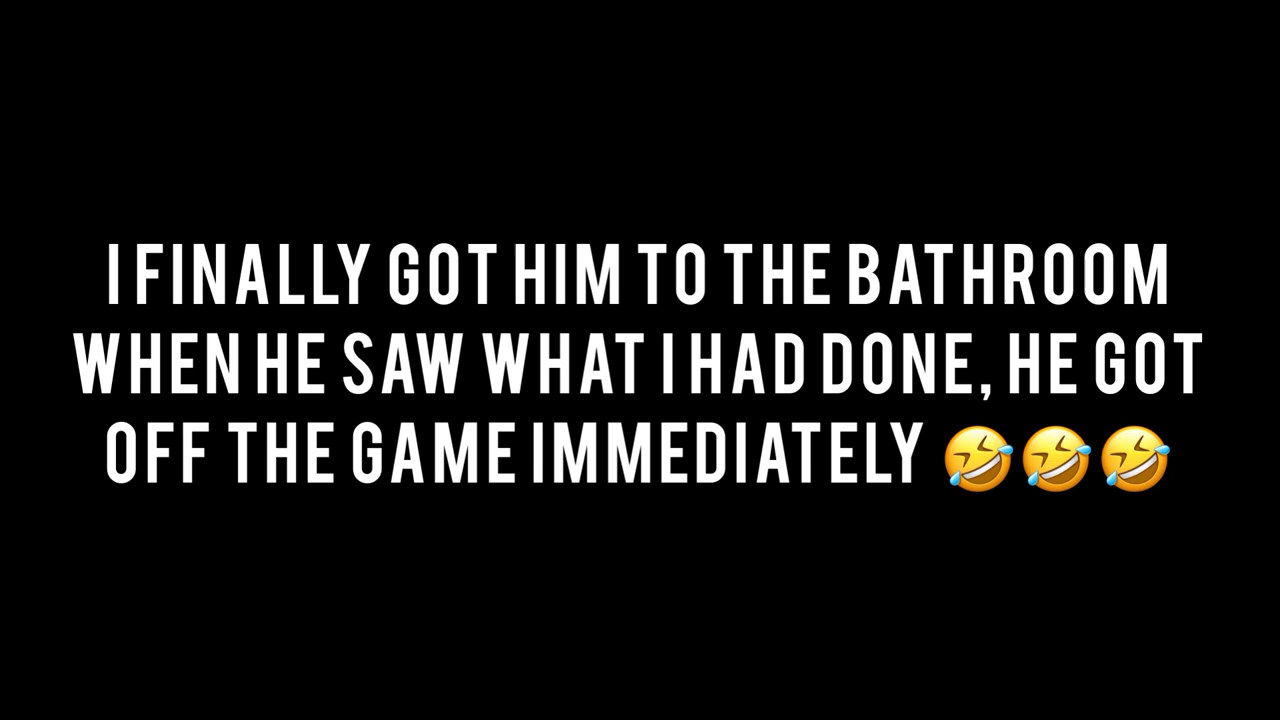 I FINALLY GOT HIM TO THE BATHROOM
WHEN HE SAW WHAT I HAD DONE, HE GOT
OFF THE GAME IMMEDIATELY 🤣🤣🤣